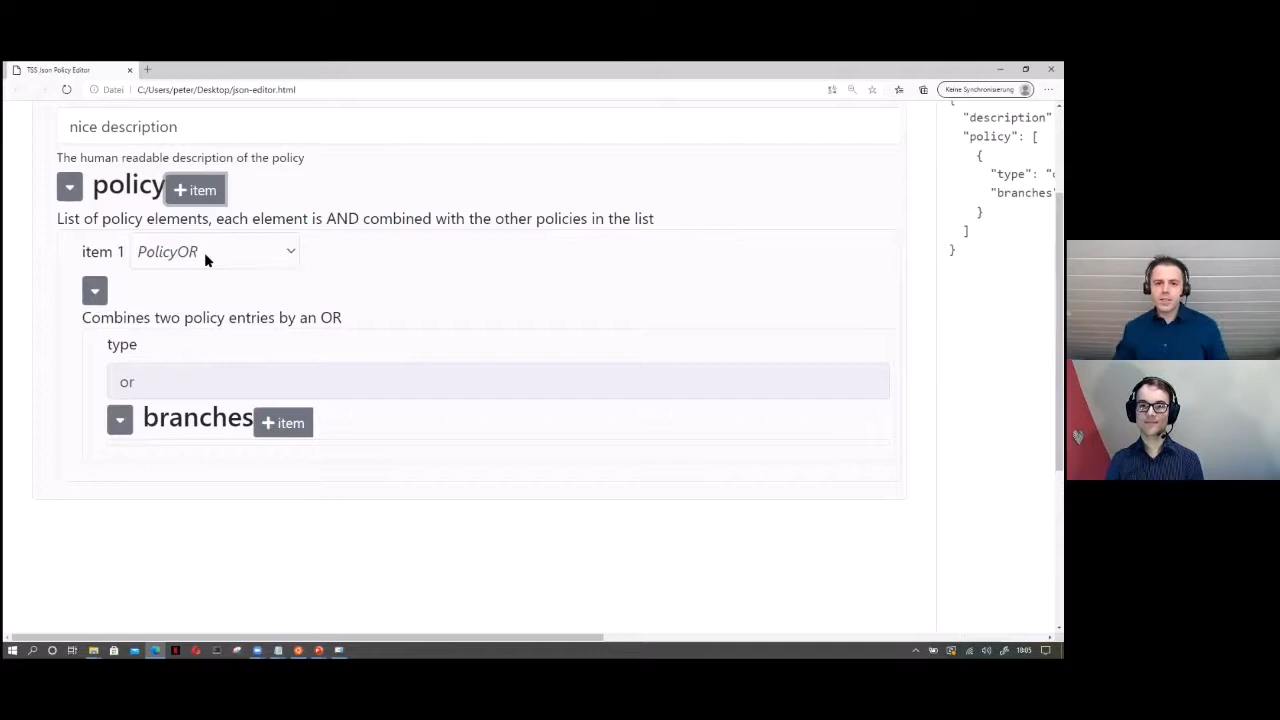 TSS Json Policy Editor
Datei C:/Users/peter/Desktop/json-editor.html Keine Synchronisierung
nice description
The human readable description of the policy
policy item
List of policy elements, each element is AND combined with the other policies in the list
item 1 PolicyOR
Combines two policy entries by an OR
type
or
branches item
{
"description"
"policy": [
{
"type": "
"branches"
}
]
}
18:05